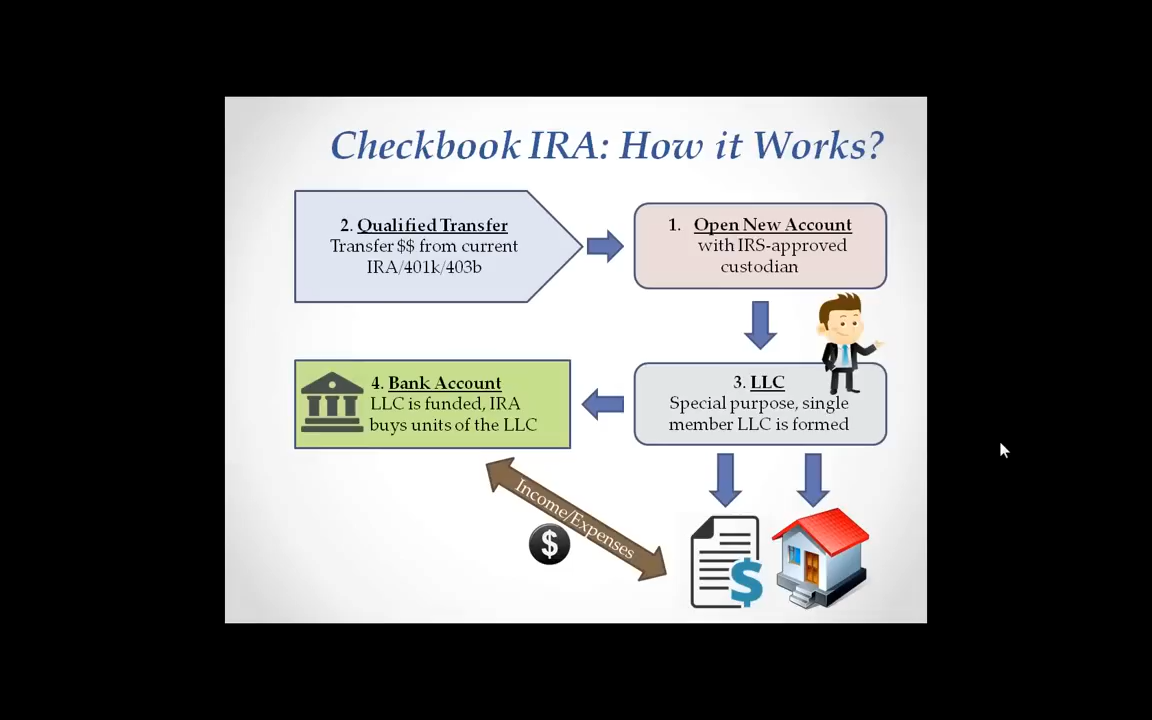 Checkbook IRA: How it Works?
2. Qualified Transfer
Transfer $$ from current
IRA/401k/403b
1. Open New Account
with IRS-approved
custodian
4. Bank Account
LLC is funded, IRA
buys units of the LLC
3. LLC
Special purpose, single
member LLC is formed
Income/Expenses
$
$